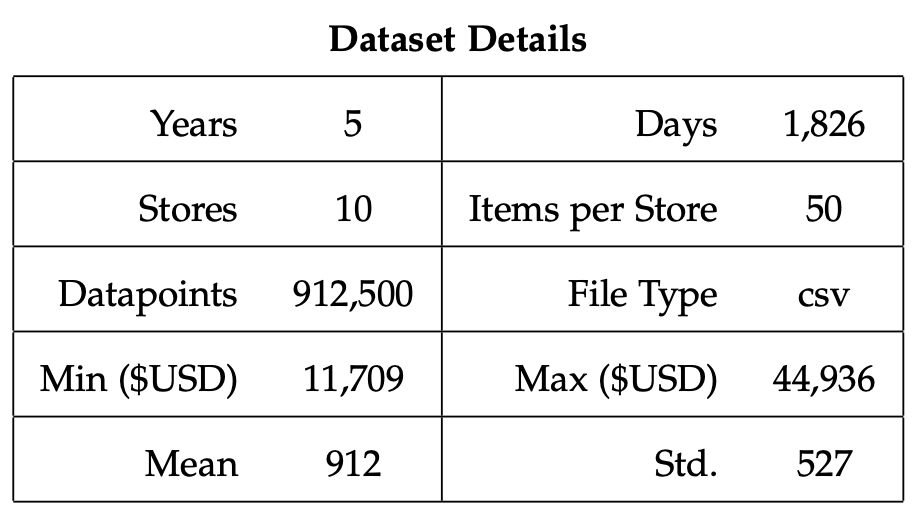 Dataset Details
Years 5 Days 1,826
Stores 10 Items per Store 50
Datapoints 912,500 File Type csv
Min ($USD) 11,709 Max ($USD) 44,936
Mean 912 Std. 527